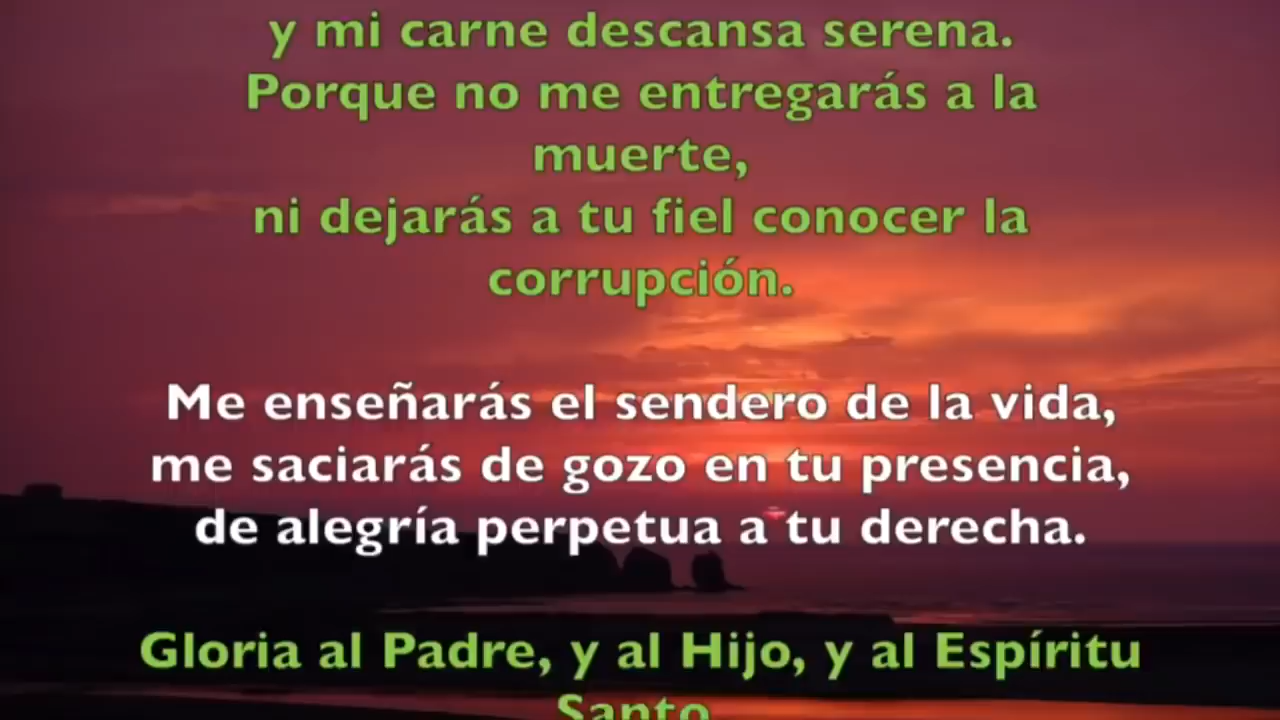 y mi carne descansa serena.
Porque no me entregarás a la
muerte,
ni dejarás a tu fiel conocer la
corrupción.
Me enseñarás el sendero de la vida,
me saciarás de gozo en tu presencia,
de alegría perpetua a tu derecha.
Gloria al Padre, y al Hijo, y al Espíritu
Santo.